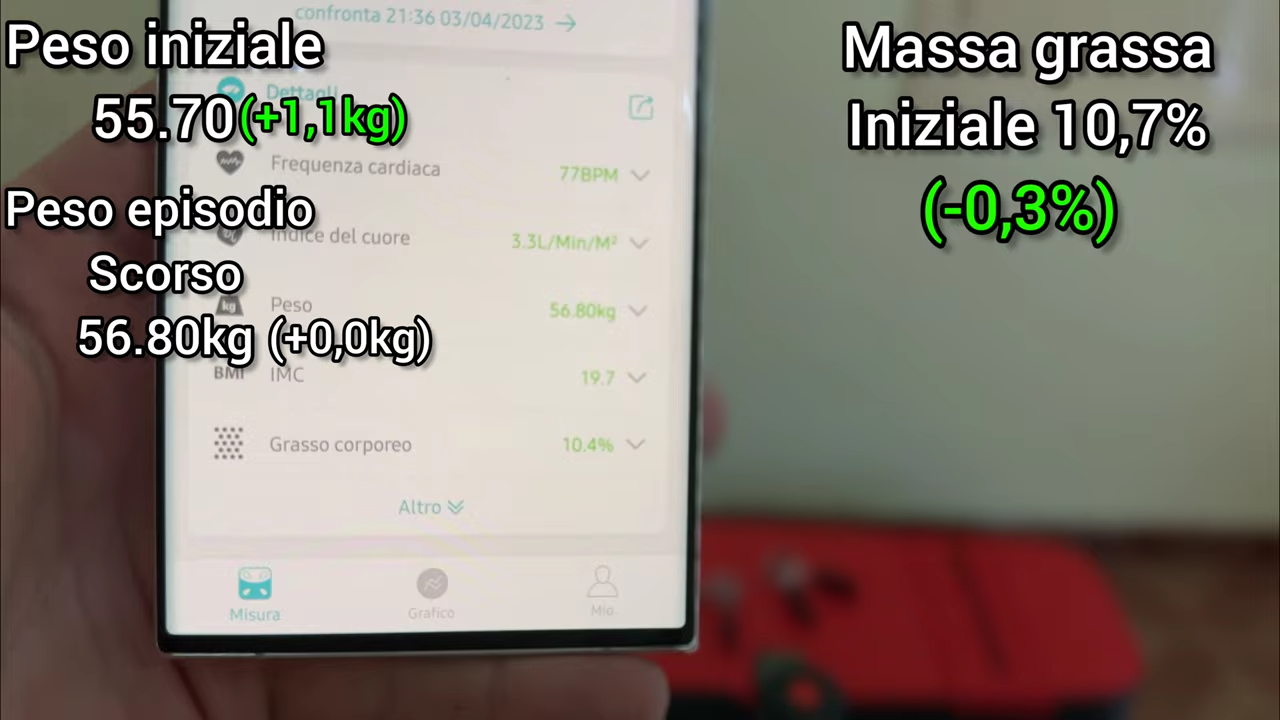 Peso iniziale
55.70(+1,1kg)
Peso episodio
Scorso
56.80kg (+0,0kg)
Massa grassa
Iniziale 10,7%
(-0,3%)
confronta 21:36 03/04/2023 →
Dettagli
Frequenza cardiaca 77BPM
Indice del cuore 3.3L/Min/M²
kg Peso 56.80kg
BMI IMC 19.7
Grasso corporeo 10.4%
Altro
Misura Grafico Mio